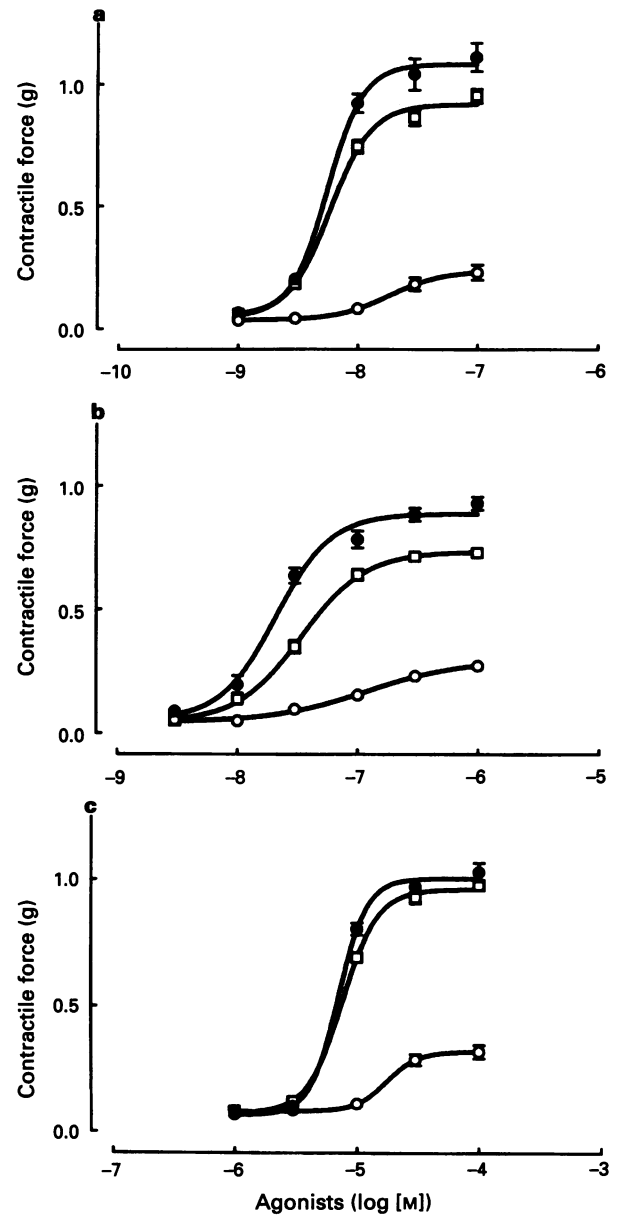 a
Contractile force (g)
1.0
0.5
0.0
−10 −9 −8 −7 −6
b
Contractile force (g)
1.0
0.5
0.0
−9 −8 −7 −6 −5
c
Contractile force (g)
1.0
0.5
0.0
−7 −6 −5 −4 −3
Agonists (log [M])